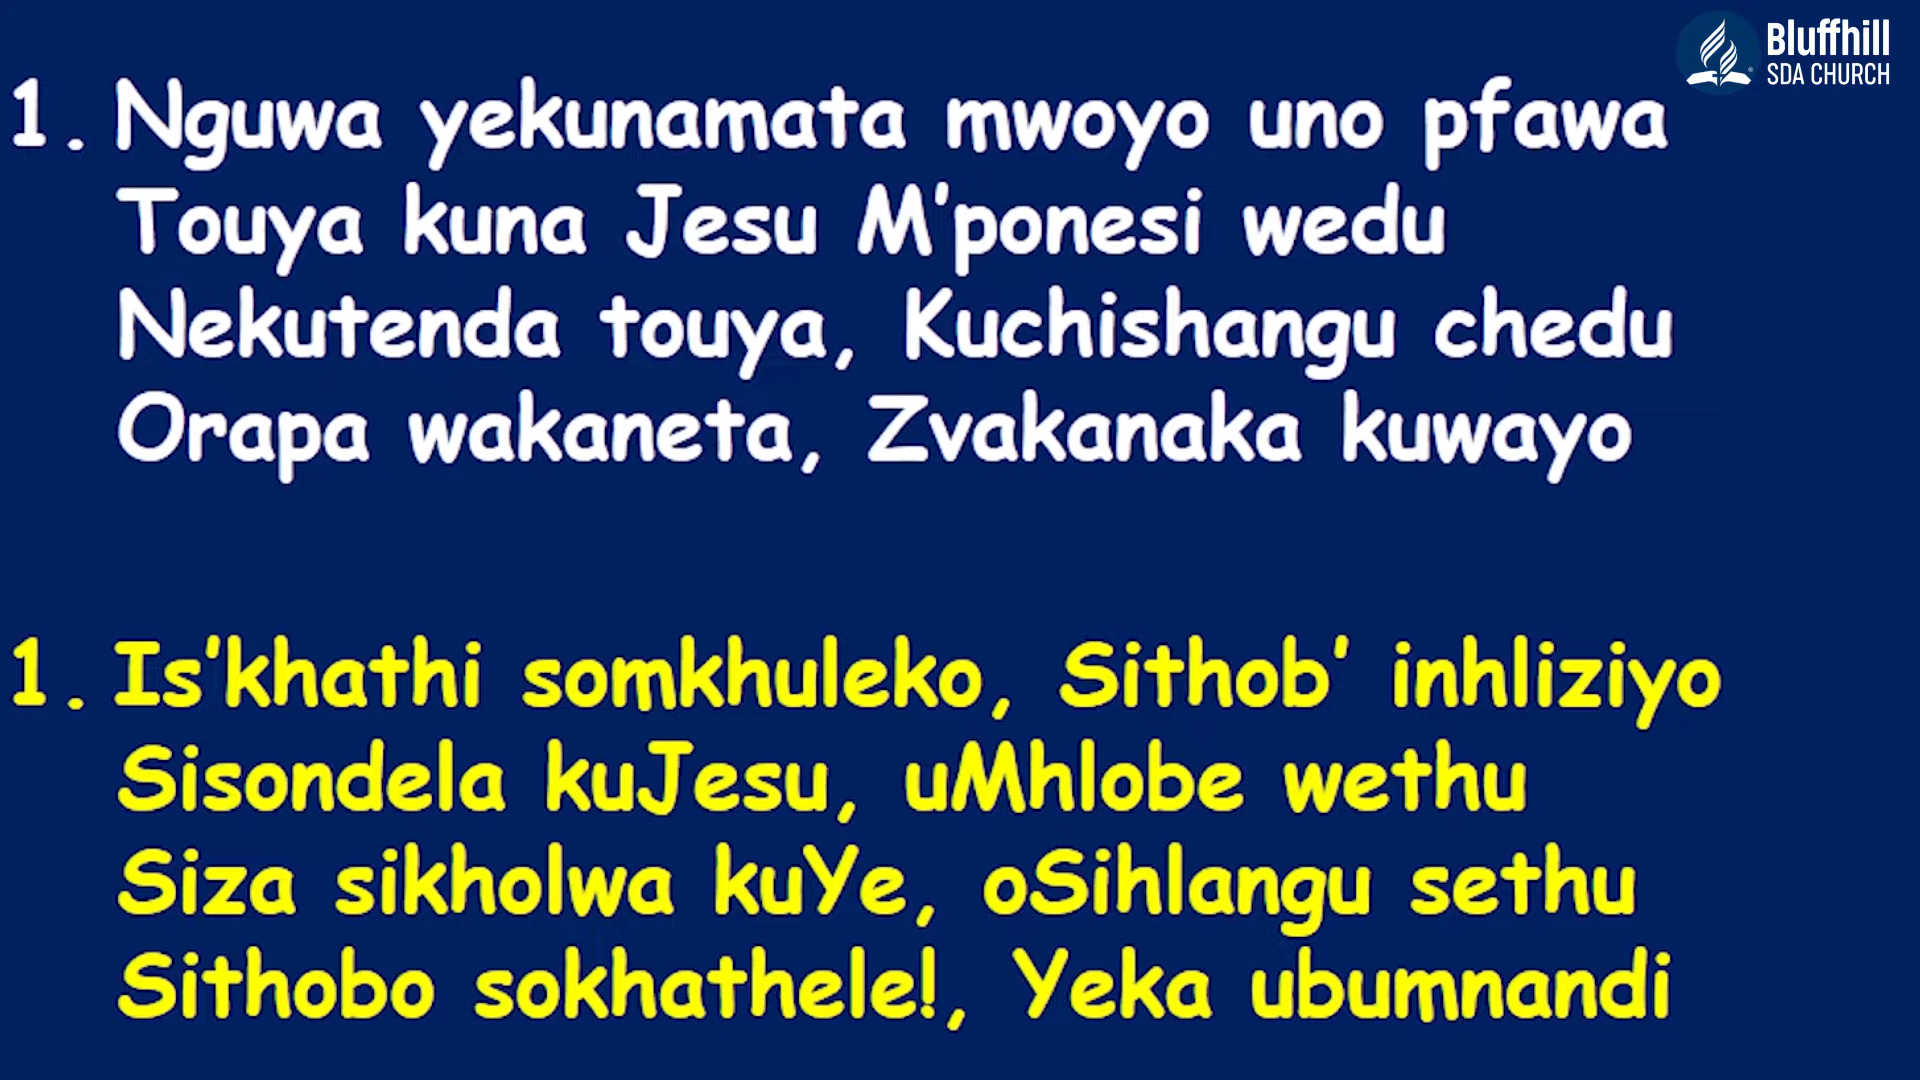 Bluffhill
SDA CHURCH
1. Nguwa yekunamata mwoyo uno pfawa
Touya kuna Jesu M'ponesi wedu
Nekutenda touya, Kuchishangu chedu
Orapa wakaneta, Zvakanaka kuwayo
1. Is'khathi somkhuleko, Sithob' inhliziyo
Sisondela kuJesu, uMhlobe wethu
Siza sikholwa kuYe, oSihlangu sethu
Sithobo sokhathele!, Yeka ubumnandi